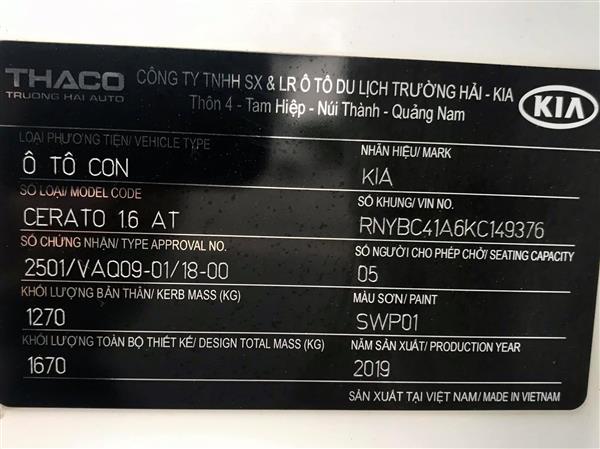 THACO
TRUONG HAI AUTO
CÔNG TY TNHH SX & LR Ô TÔ DU LỊCH TRƯỜNG HẢI - KIA
Thôn 4 - Tam Hiệp - Núi Thành - Quảng Nam
KIA
LOẠI PHƯƠNG TIỆN/ VEHICLE TYPE
Ô TÔ CON
NHÃN HIỆU/ MARK
KIA
SỐ LOẠI/ MODEL CODE
CERATO 1.6 AT
SỐ KHUNG/ VIN NO.
RNYBC41A6KC149376
SỐ CHỨNG NHẬN/ TYPE APPROVAL NO.
2501/VAQ09-01/18-00
SỐ NGƯỜI CHO PHÉP CHỞ/ SEATING CAPACITY
05
KHỐI LƯỢNG BẢN THÂN/ KERB MASS (KG)
1270
MÀU SƠN/ PAINT
SWP01
KHỐI LƯỢNG TOÀN BỘ THIẾT KẾ/ DESIGN TOTAL MASS (KG)
1670
NĂM SẢN XUẤT/ PRODUCTION YEAR
2019
SẢN XUẤT TẠI VIỆT NAM/ MADE IN VIETNAM